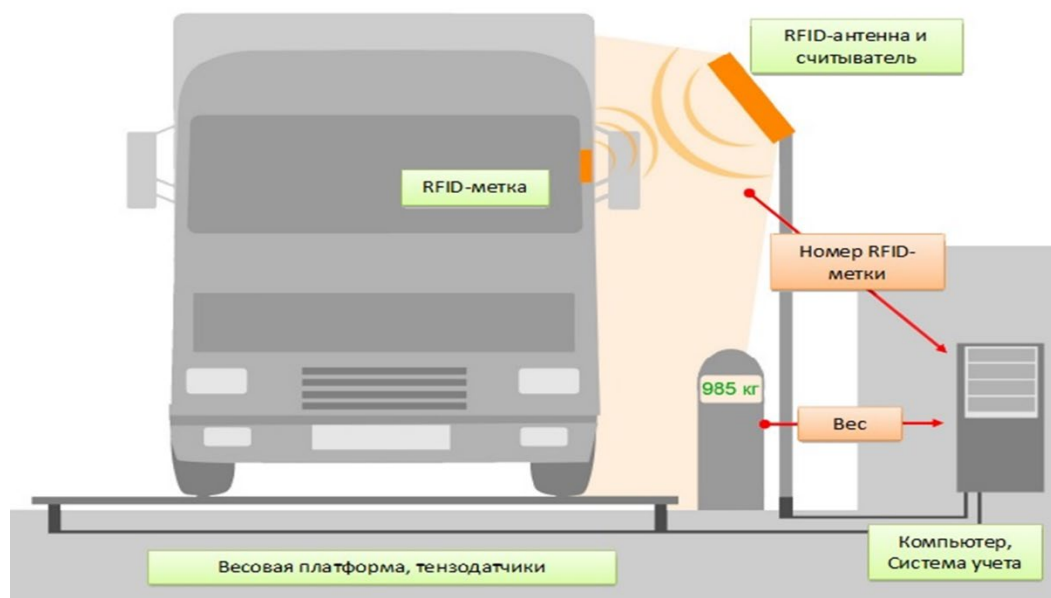 RFID-антенна и
считыватель
RFID-метка
Номер RFID-
метки
985 кг
Вес
Компьютер,
Система учета
Весовая платформа, тензодатчики